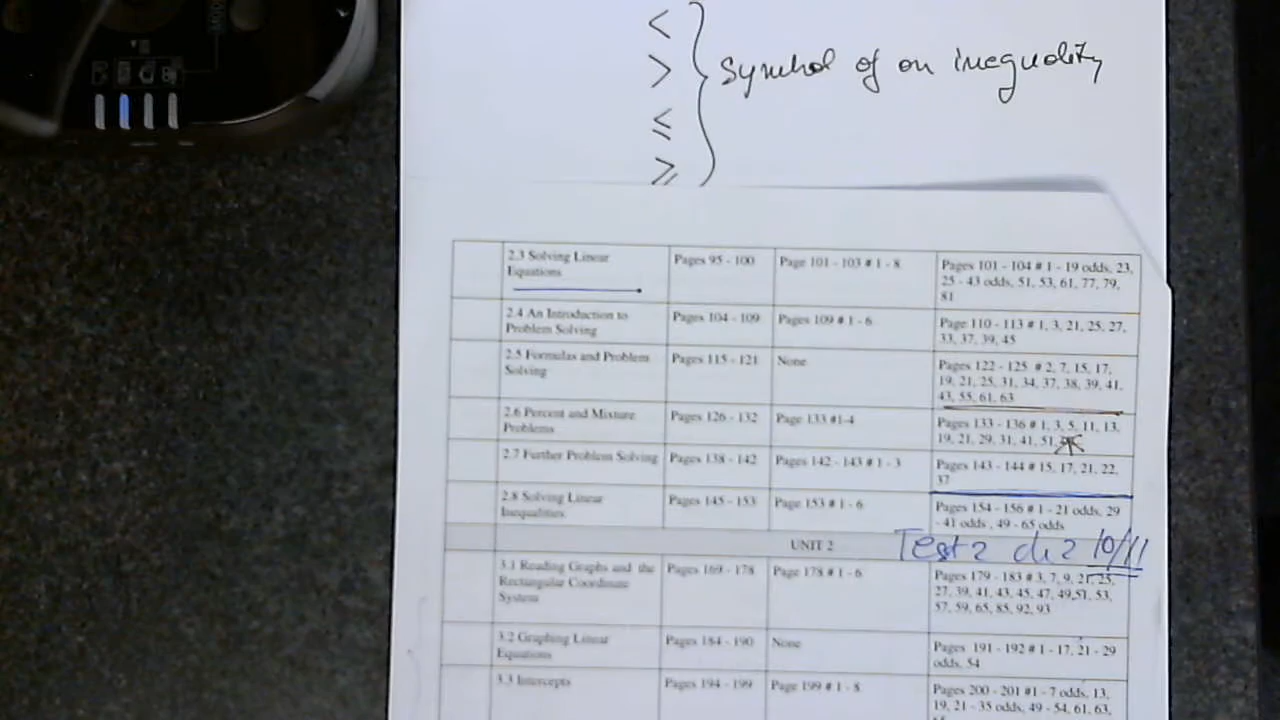 <
> Symbol of an inequality
≤
≥
2.3 Solving Linear Equations Pages 95 - 100 Page 101 - 103 # 1 - 8 Pages 101 - 104 # 1 - 19 odds, 23,
25 - 43 odds, 51, 53, 61, 77, 79,
81
2.4 An Introduction to Problem Solving Pages 104 - 109 Pages 109 # 1 - 6 Page 110 - 113 # 1, 3, 21, 25, 27,
33, 37, 39, 45
2.5 Formulas and Problem Solving Pages 115 - 121 None Pages 122 - 125 # 2, 7, 15, 17,
19, 21, 25, 31, 34, 37, 38, 39, 41,
43, 55, 61, 63
2.6 Percent and Mixture Problems Pages 126 - 132 Page 133 #1-4 Pages 133 - 136 # 1, 3, 5, 11, 13,
19, 21, 29, 31, 41, 51,
2.7 Further Problem Solving Pages 138 - 142 Pages 142 - 143 # 1 - 3 Pages 143 - 144 # 15, 17, 21, 22,
37
2.8 Solving Linear Inequalities Pages 145 - 153 Page 153 # 1 - 6 Pages 154 - 156 # 1 - 21 odds, 29
- 41 odds , 49 - 65 odds
UNIT 2 Test 2 ch 2 10/11
3.1 Reading Graphs and the Rectangular Coordinate System Pages 169 - 178 Page 178 # 1 - 6 Pages 179 - 183 # 3, 7, 9, 21, 25,
27, 39, 41, 43, 45, 47, 49,51, 53,
57, 59, 65, 85, 92, 93
3.2 Graphing Linear Equations Pages 184 - 190 None Pages 191 - 192 # 1 - 17, 21 - 29
odds, 54
3.3 Intercepts Pages 194 - 199 Page 199 # 1 - 8 Pages 200 - 201 #1 - 7 odds, 13,
19, 21 - 35 odds, 49 - 54, 61, 63,